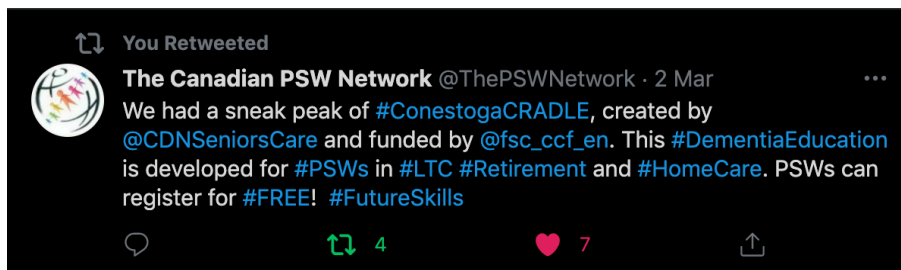 You Retweeted
The Canadian PSW Network @ThePSWNetwork · 2 Mar
We had a sneak peak of #ConestogaCRADLE, created by
@CDNSeniorsCare and funded by @fsc_ccf_en. This #DementiaEducation
is developed for #PSWs in #LTC #Retirement and #HomeCare. PSWs can
register for #FREE! #FutureSkills
4 7